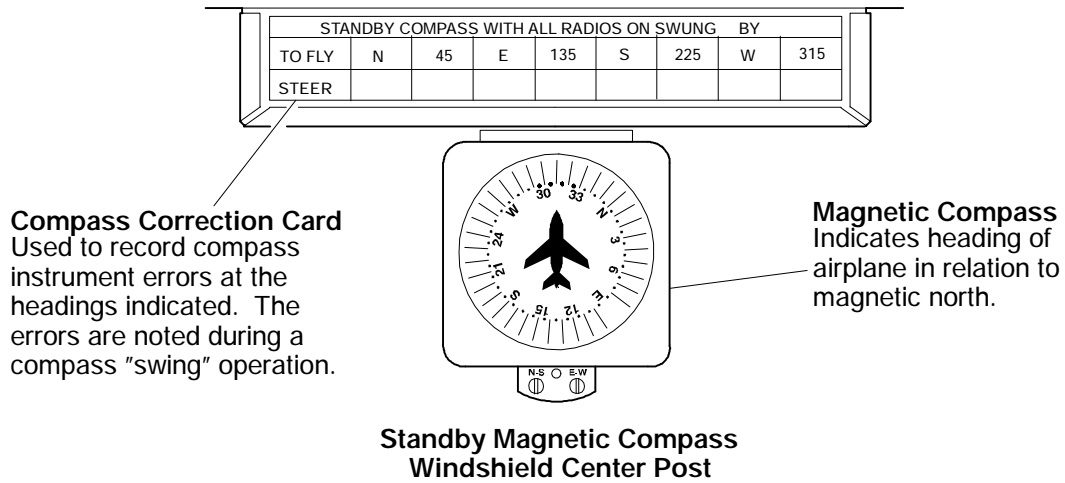 STANDBY COMPASS WITH ALL RADIOS ON SWUNG BY
TO FLY N 45 E 135 S 225 W 315
STEER
Compass Correction Card
Used to record compass
instrument errors at the
headings indicated. The
errors are noted during a
compass "swing" operation.
30 33 N 3 6 E 12 15 S 21 24 W
N-S E-W
Magnetic Compass
Indicates heading of
airplane in relation to
magnetic north.
Standby Magnetic Compass
Windshield Center Post